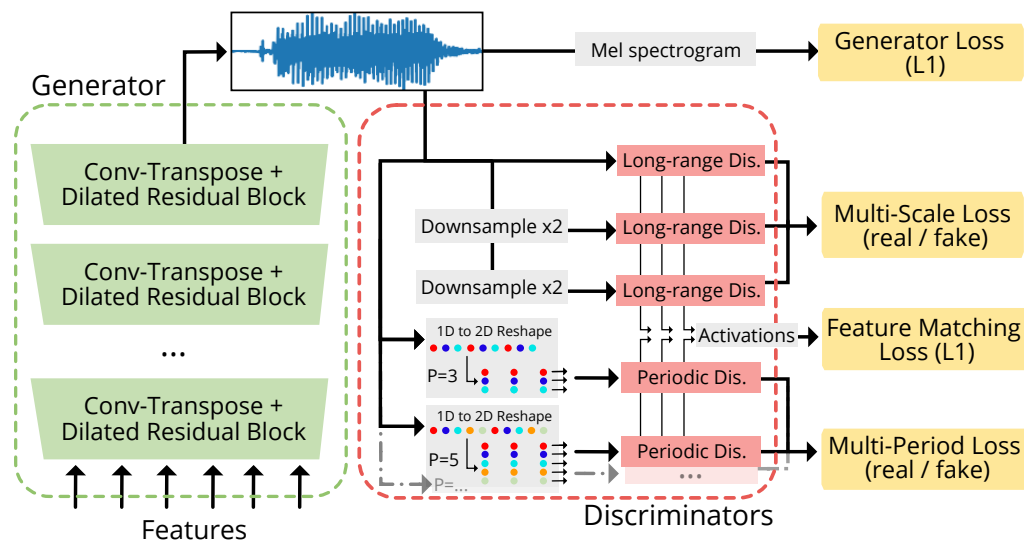 Generator
Conv-Transpose +
Dilated Residual Block
Conv-Transpose +
Dilated Residual Block
...
Conv-Transpose +
Dilated Residual Block
Features
Mel spectrogram
Generator Loss
(L1)
Long-range Dis.
Downsample x2
Long-range Dis.
Downsample x2
Long-range Dis.
Multi-Scale Loss
(real / fake)
1D to 2D Reshape
P=3
Activations
Feature Matching
Loss (L1)
Periodic Dis.
1D to 2D Reshape
P=5
P=...
Periodic Dis.
...
Multi-Period Loss
(real / fake)
Discriminators